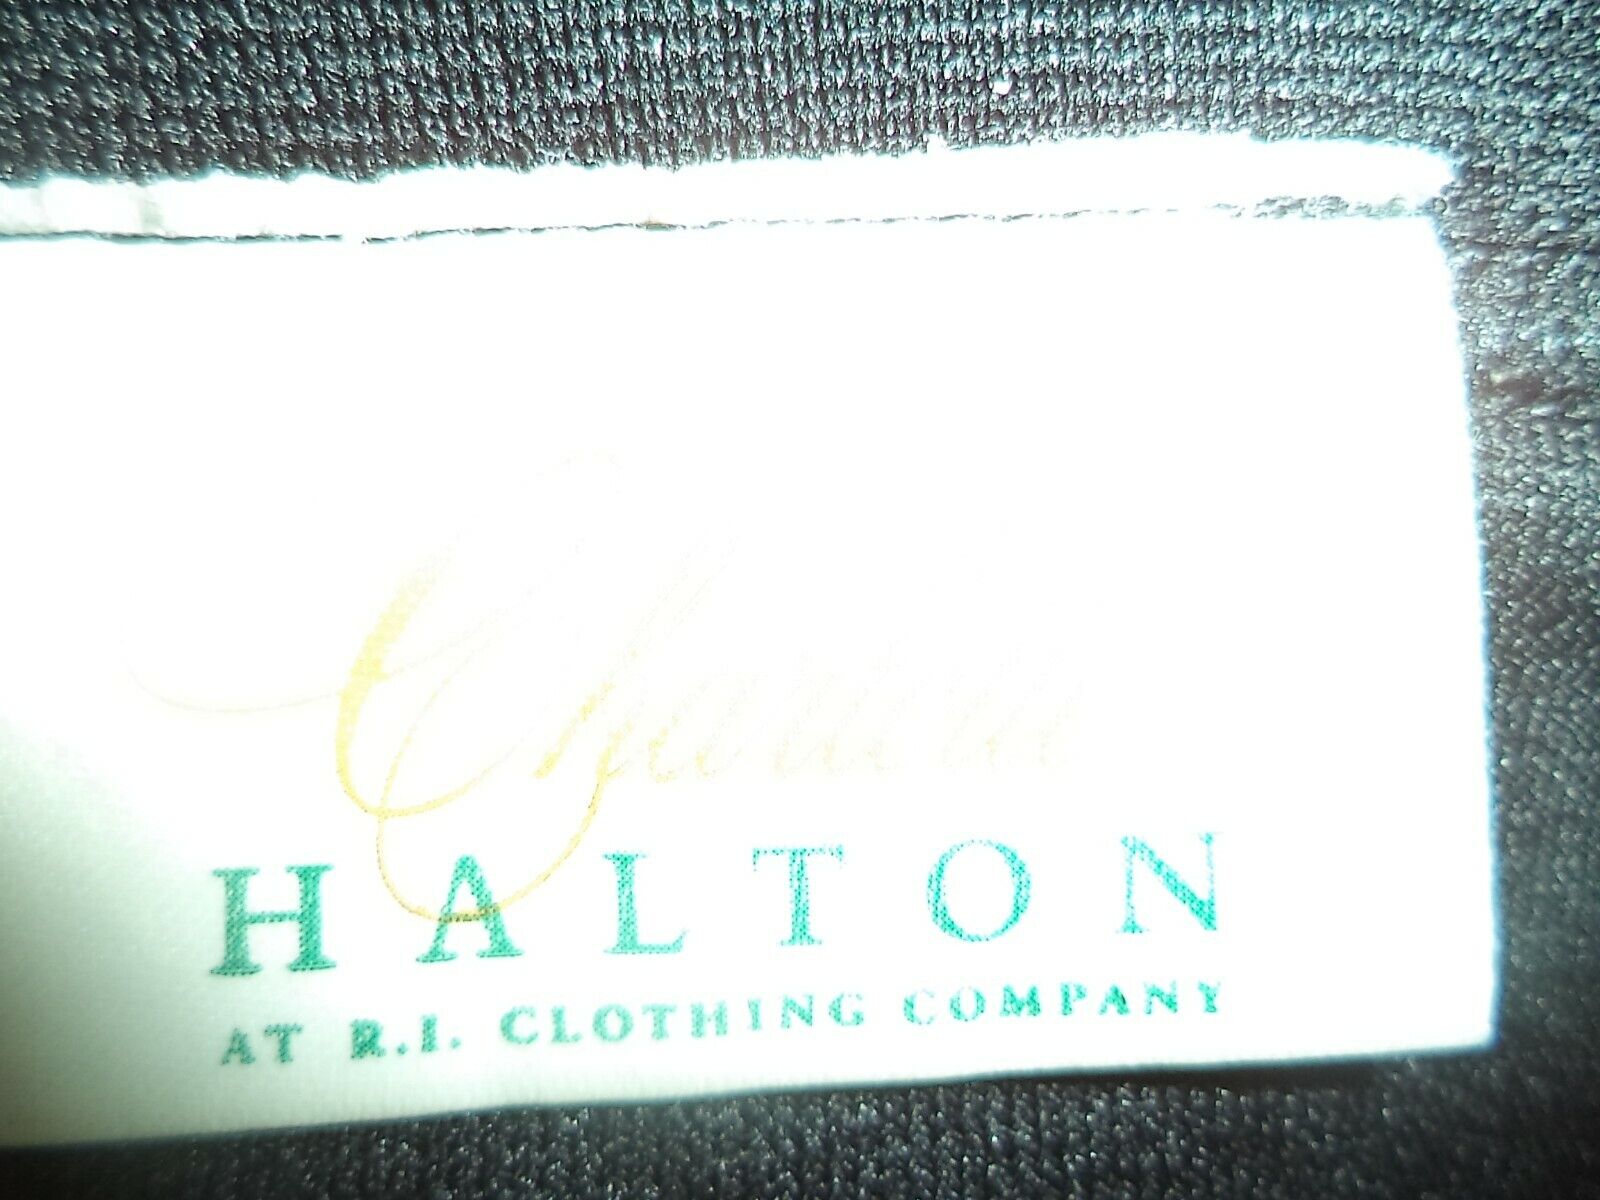 HALTON
AT R.I. CLOTHING COMPANY